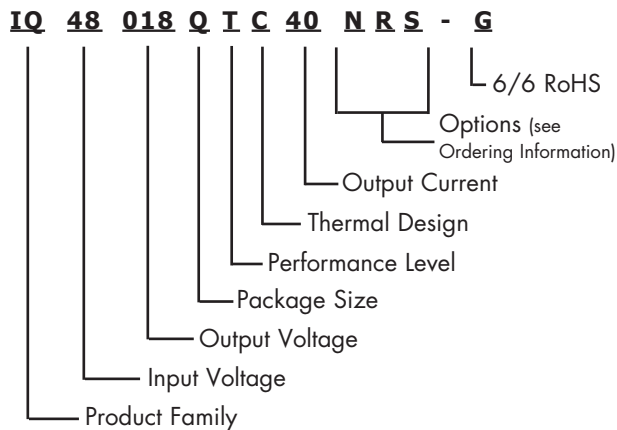 IQ 48 018 Q T C 40 N R S - G
6/6 RoHS
Options (see
Ordering Information)
Output Current
Thermal Design
Performance Level
Package Size
Output Voltage
Input Voltage
Product Family